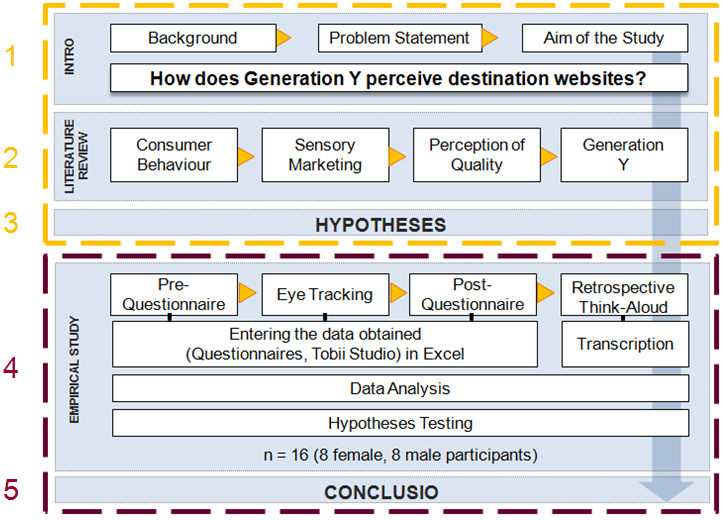 1
INTRO
Background
Problem Statement
Aim of the Study
How does Generation Y perceive destination websites?
2
LITERATURE
REVIEW
Consumer
Behaviour
Sensory
Marketing
Perception of
Quality
Generation
Y
3
HYPOTHESES
4
EMPIRICAL STUDY
Pre-
Questionnaire
Eye Tracking
Post-
Questionnaire
Retrospective
Think-Aloud
Entering the data obtained
(Questionnaires, Tobii Studio) in Excel
Transcription
Data Analysis
Hypotheses Testing
n = 16 (8 female, 8 male participants)
5
CONCLUSIO